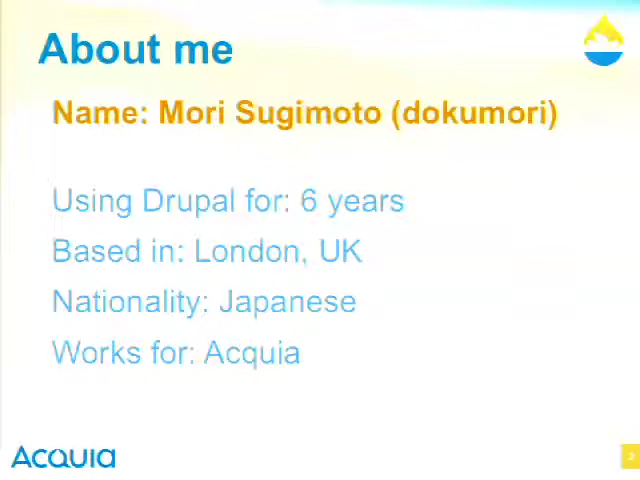 About me
Name: Mori Sugimoto (dokumori)
Using Drupal for: 6 years
Based in: London, UK
Nationality: Japanese
Works for: Acquia
Acquia